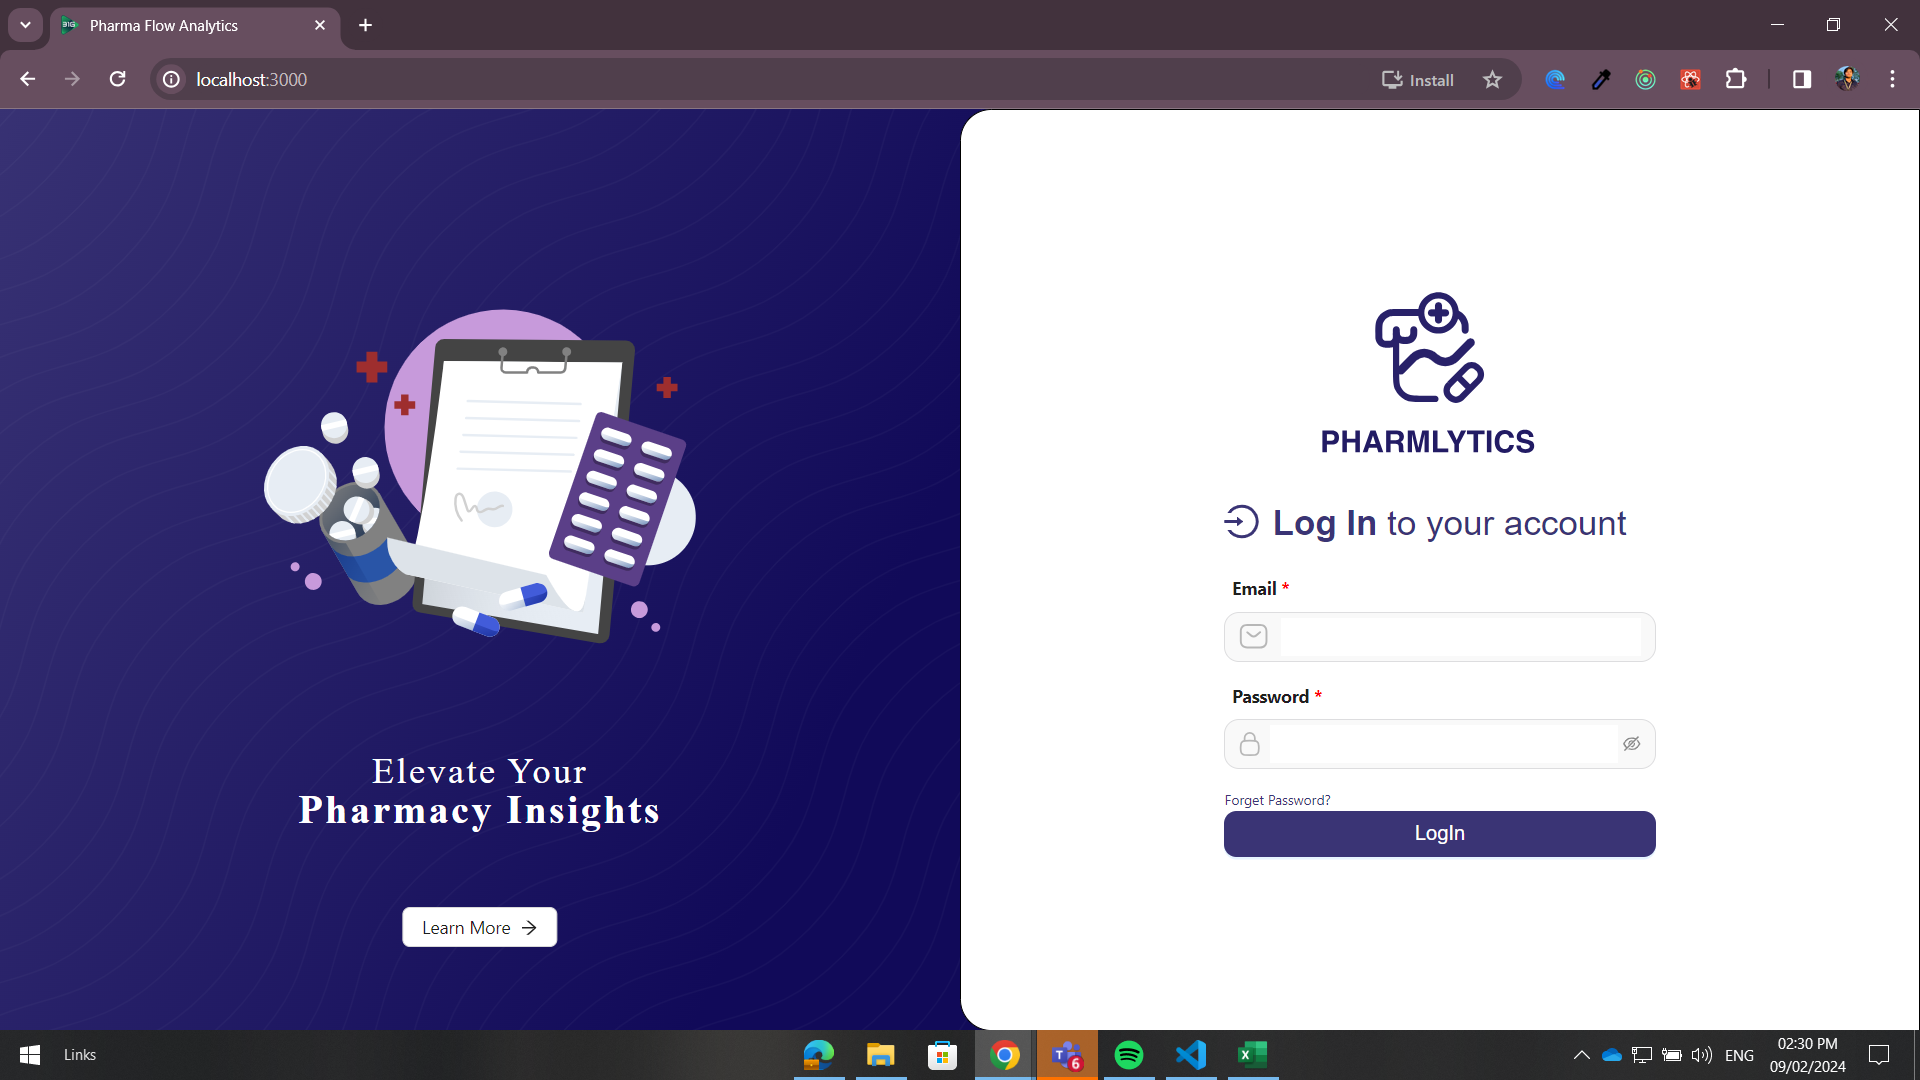 Pharma Flow Analytics
localhost:3000
Install
PHARMLYTICS
Log In to your account
Email *
Password *
Forget Password?
LogIn
Elevate Your
Pharmacy Insights
Learn More
Links
T
6
X
ENG
02:30 PM
09/02/2024